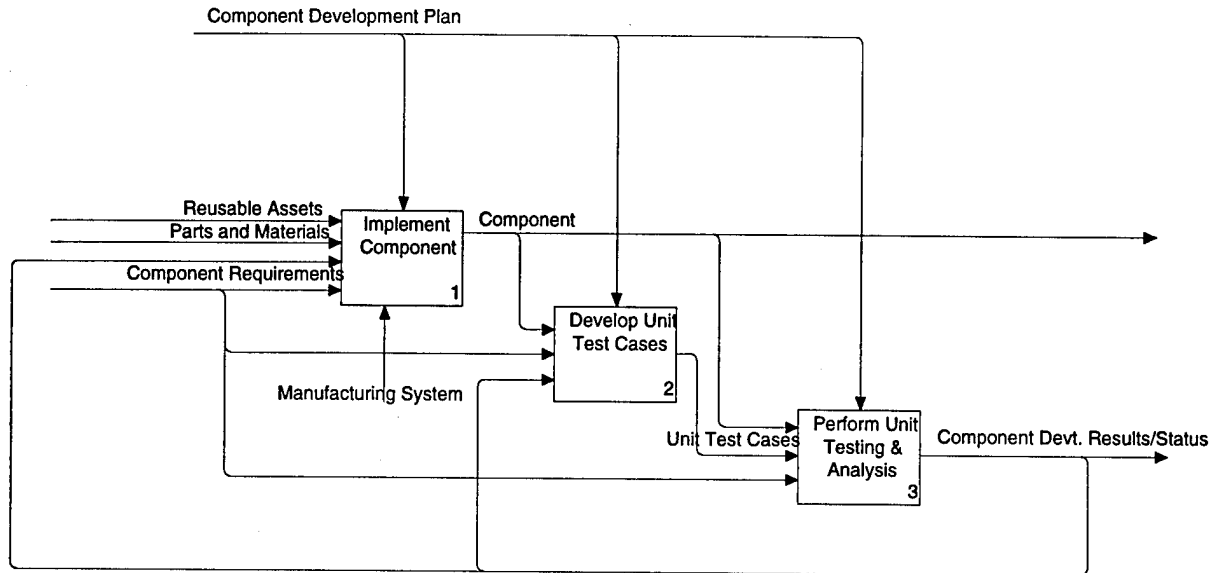 Component Development Plan
Reusable Assets
Parts and Materials
Component Requirements
Implement
Component
1
Component
Manufacturing System
Develop Unit
Test Cases
2
Unit Test Cases
Perform Unit
Testing &
Analysis
3
Component Devt. Results/Status